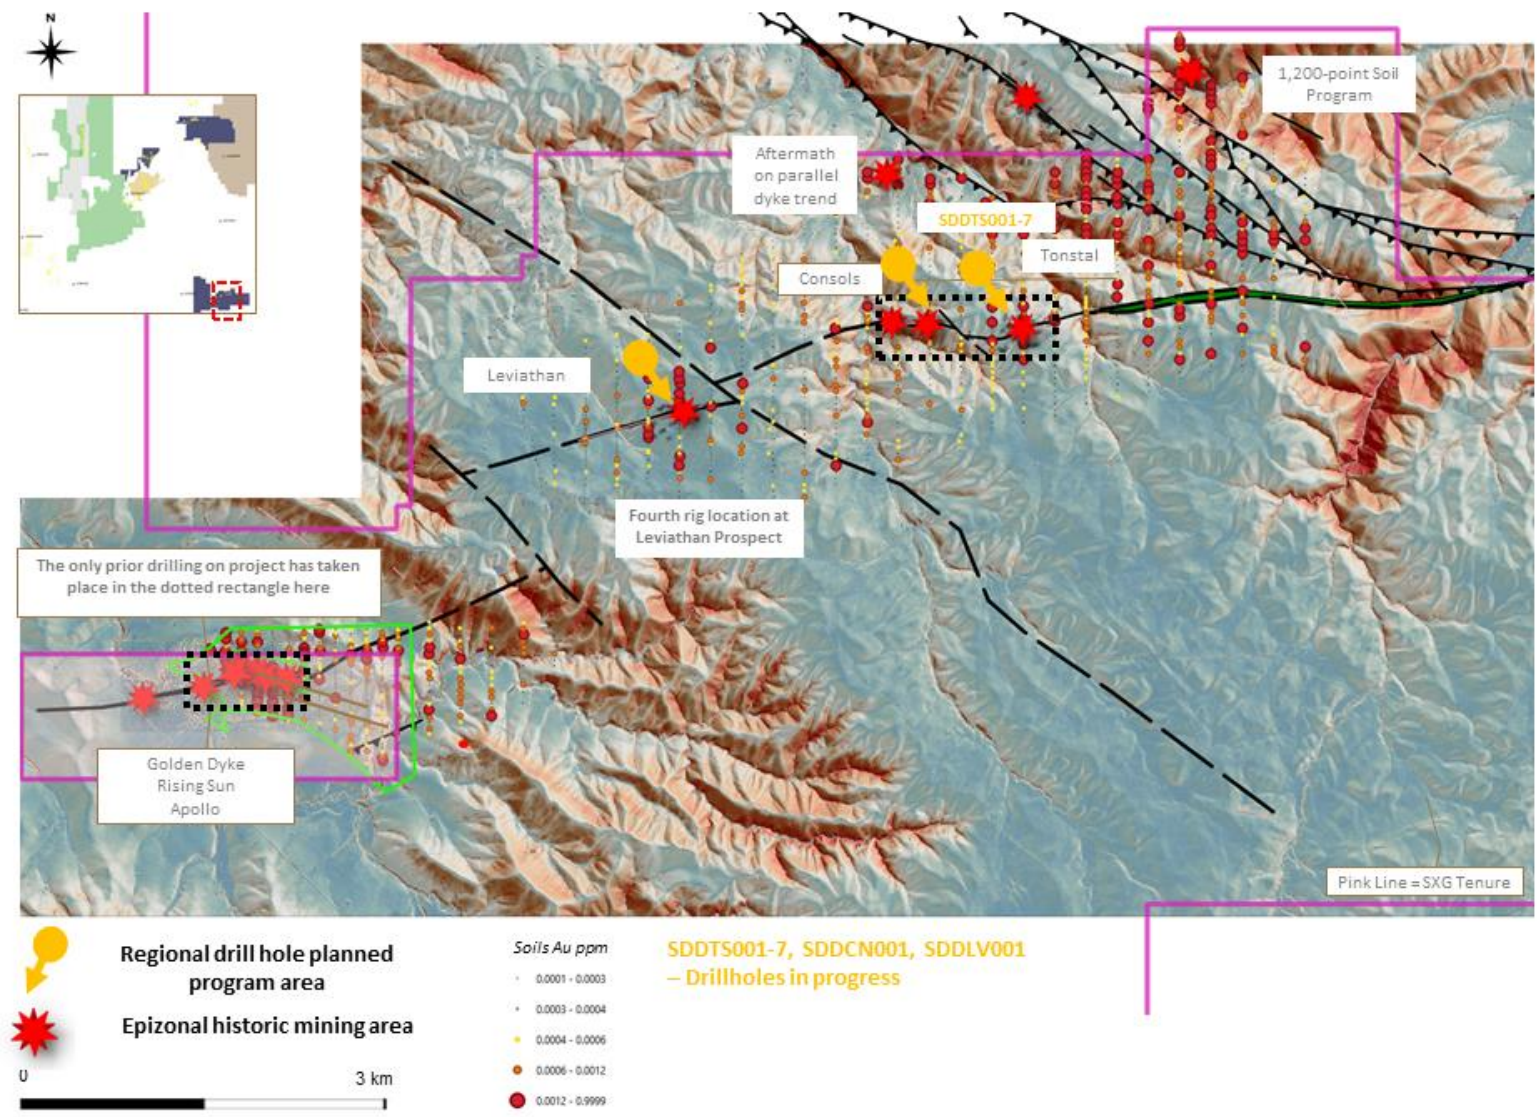 N
1,200-point Soil
Program
Aftermath
on parallel
dyke trend
SDDTS001-7
Tonstal
Consols
Leviathan
Fourth rig location at
Leviathan Prospect
The only prior drilling on project has taken
place in the dotted rectangle here
Golden Dyke
Rising Sun
Apollo
Pink Line = SXG Tenure
Regional drill hole planned
program area
Epizonal historic mining area
0
3 km
Soils Au ppm
0.0001 - 0.0003
0.0003 - 0.0004
0.0004 - 0.0006
0.0006 - 0.0012
0.0012 - 0.9999
SDDTS001-7, SDDCN001, SDDLV001
– Drillholes in progress